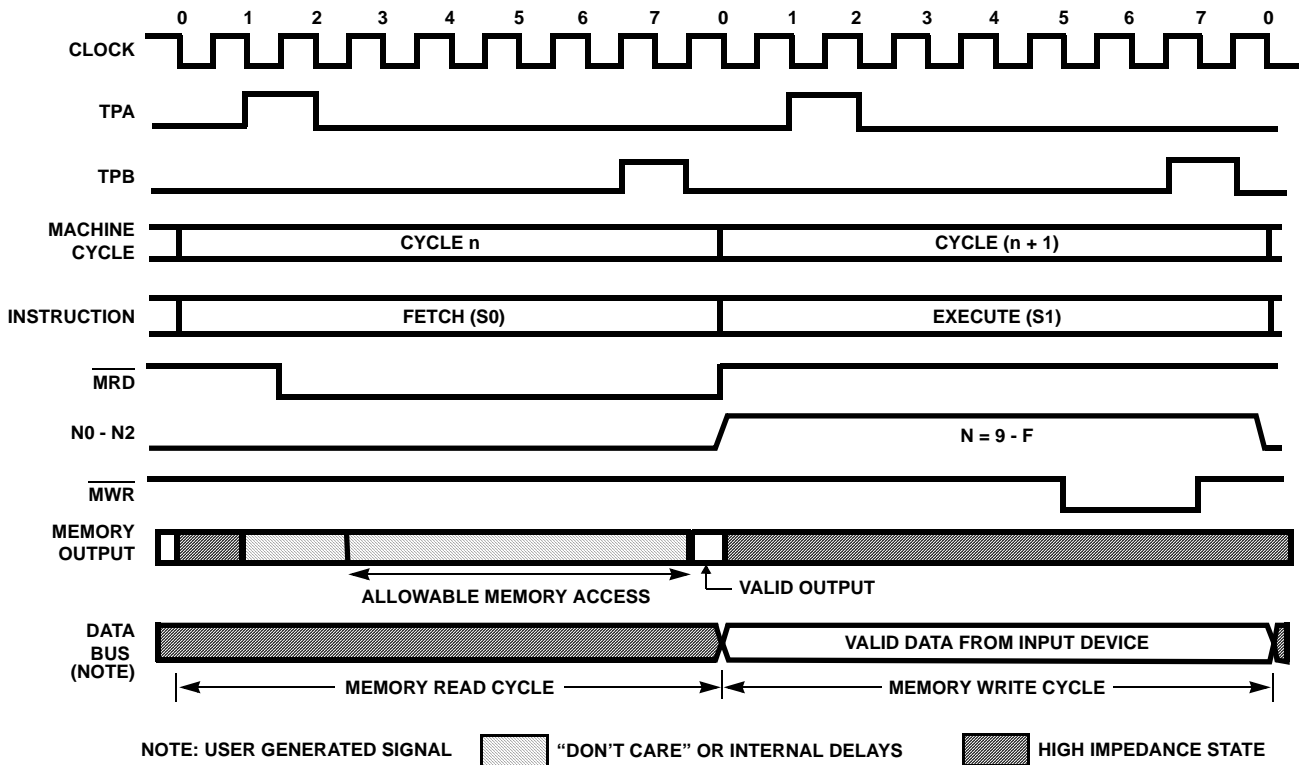 0 1 2 3 4 5 6 7 0 1 2 3 4 5 6 7 0
CLOCK
TPA
TPB
MACHINE
CYCLE
CYCLE n
CYCLE (n + 1)
INSTRUCTION
FETCH (S0)
EXECUTE (S1)
MRD
N0 - N2
N = 9 - F
MWR
MEMORY
OUTPUT
ALLOWABLE MEMORY ACCESS
VALID OUTPUT
DATA
BUS
(NOTE)
VALID DATA FROM INPUT DEVICE
MEMORY READ CYCLE
MEMORY WRITE CYCLE
NOTE: USER GENERATED SIGNAL
“DON’T CARE” OR INTERNAL DELAYS
HIGH IMPEDANCE STATE